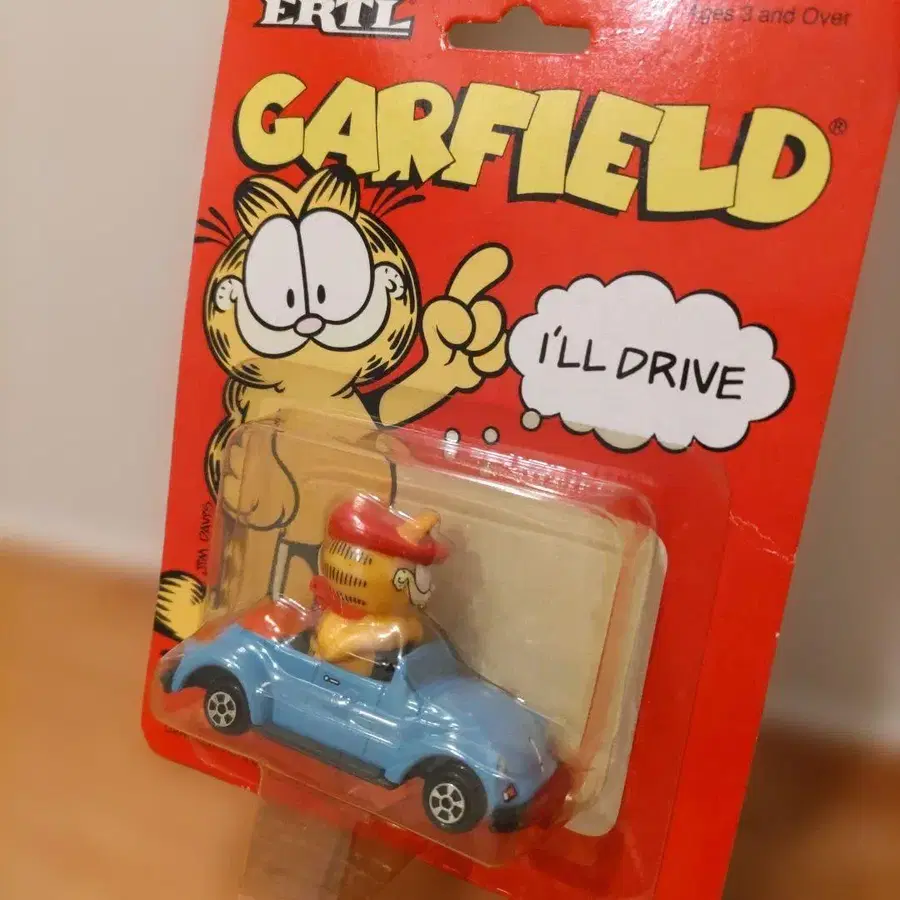 ERTL
Ages 3 and Over
GARFIELD®
I'LL DRIVE
JIM DAVIS